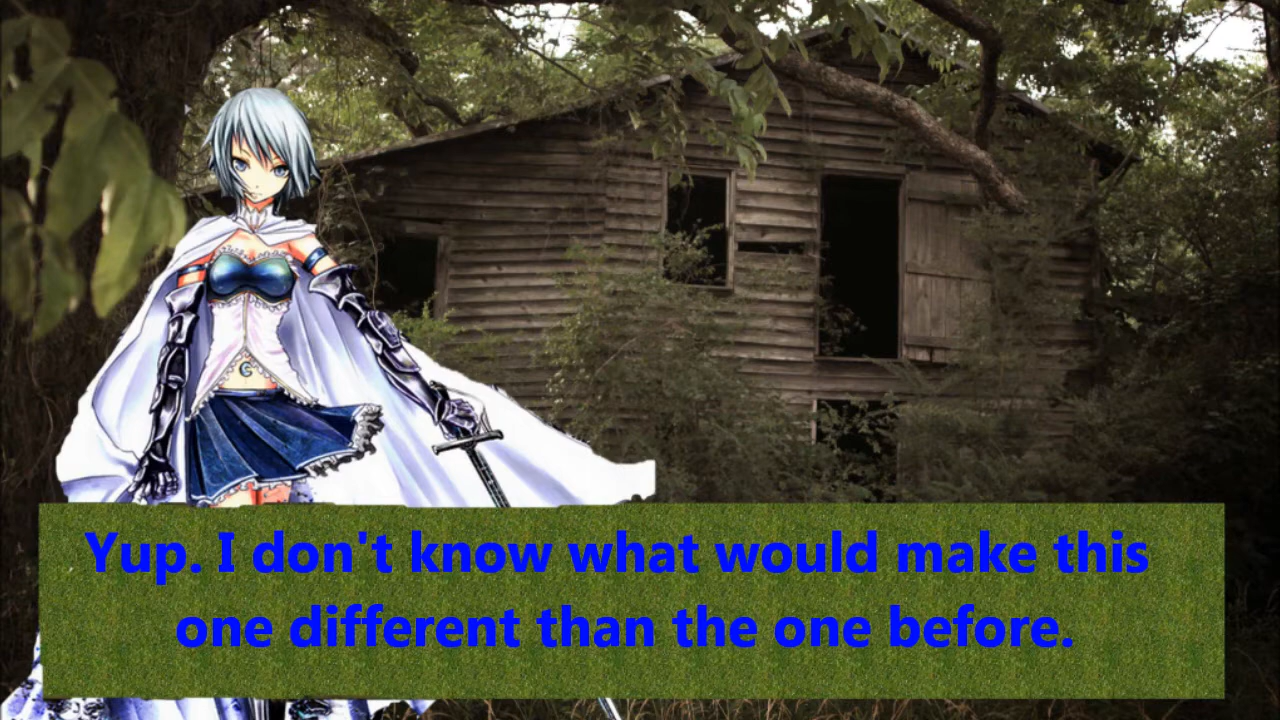 Yup. I don't know what would make this
one different than the one before.